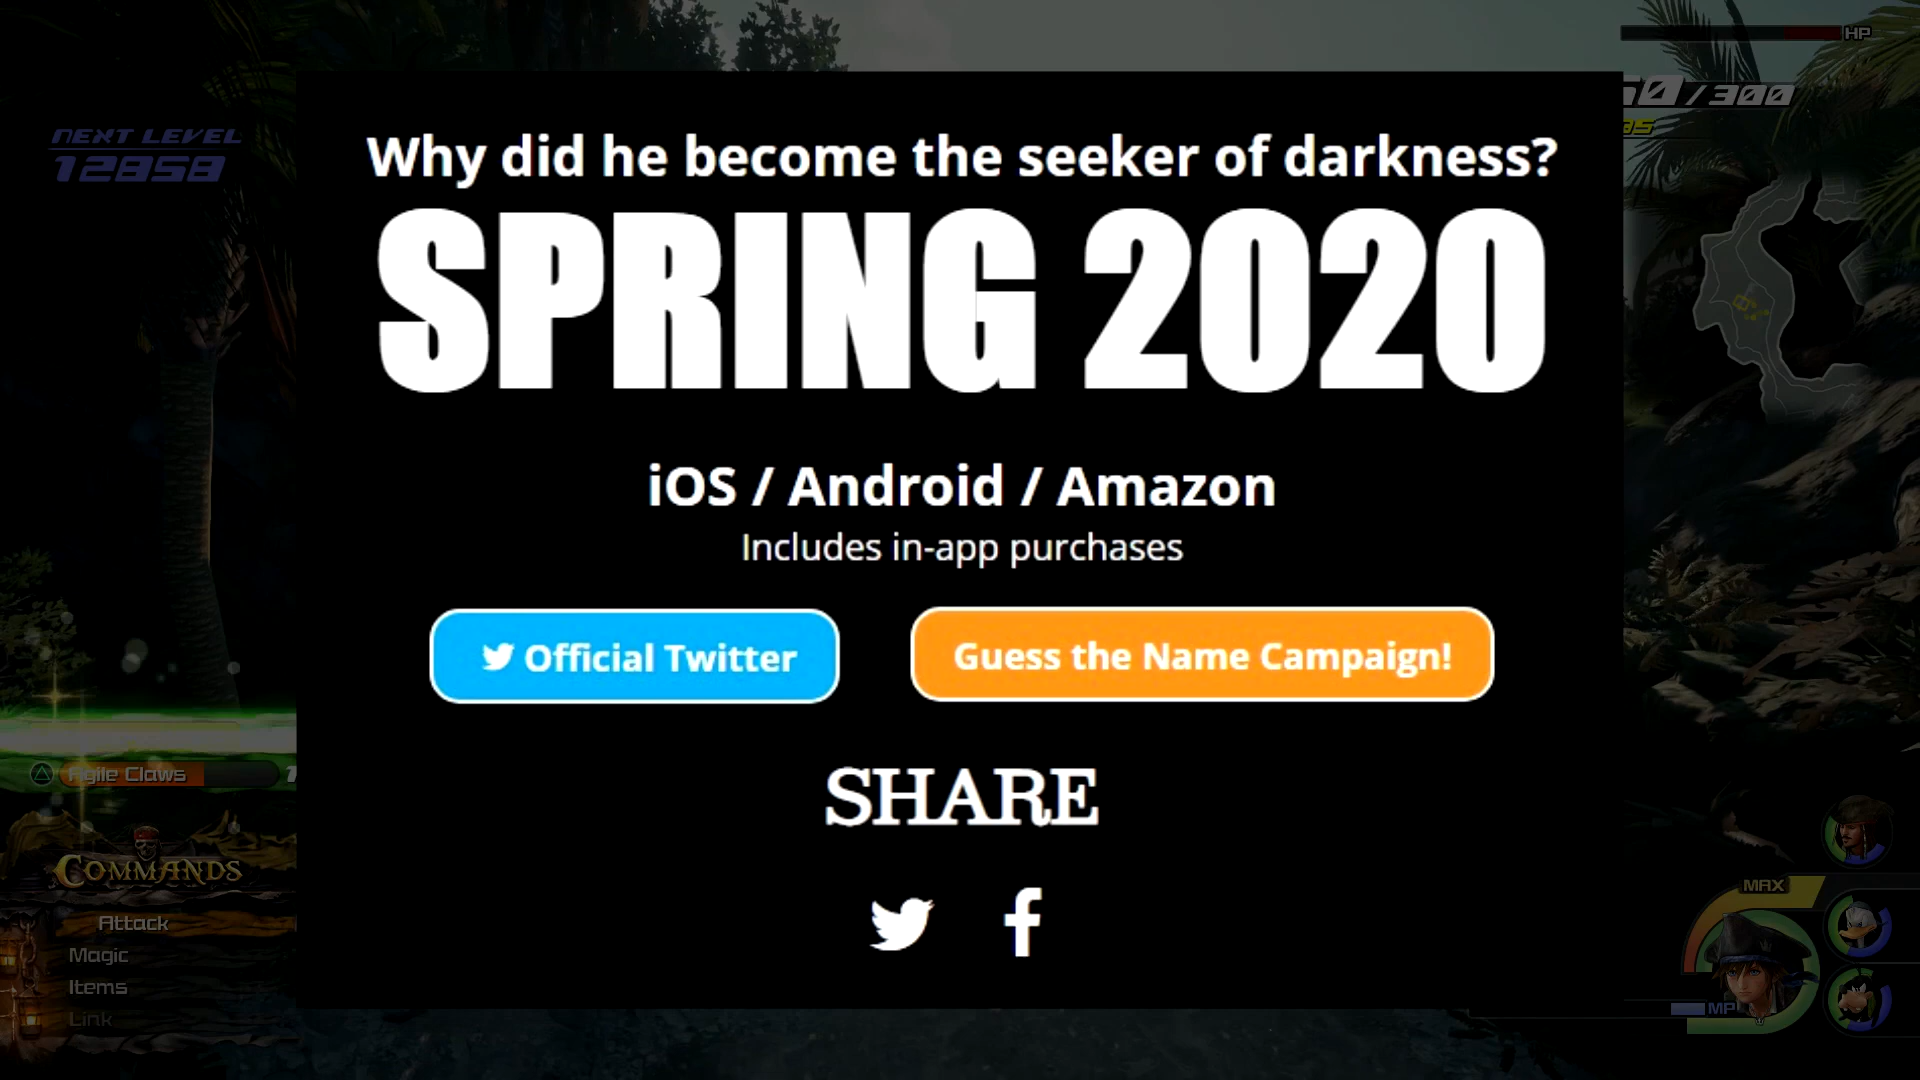 HP
/300
NEXT LEVEL
12858
Why did he become the seeker of darkness?
SPRING 2020
iOS / Android / Amazon
Includes in-app purchases
Official Twitter
Guess the Name Campaign!
Agile Claws
SHARE
COMMANDS
Attack
Magic
Items
Link
MAX
MP